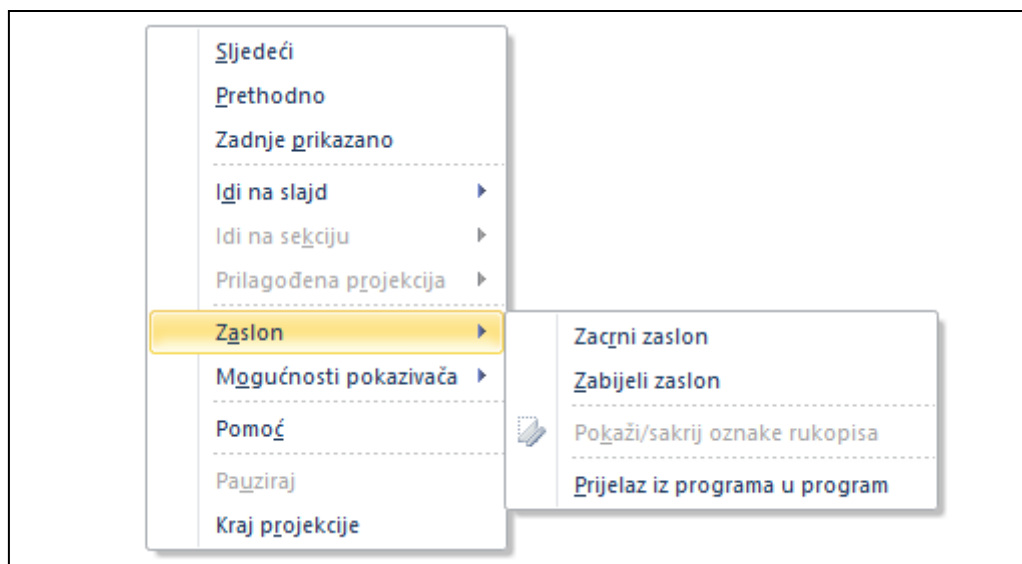 Sljedeći
Prethodno
Zadnje prikazano
Idi na slajd
Idi na sekciju
Prilagođena projekcija
Zaslon
Mogućnosti pokazivača
Pomoć
Pauziraj
Kraj projekcije
Zacrni zaslon
Zabijeli zaslon
Pokaži/sakrij oznake rukopisa
Prijelaz iz programa u program